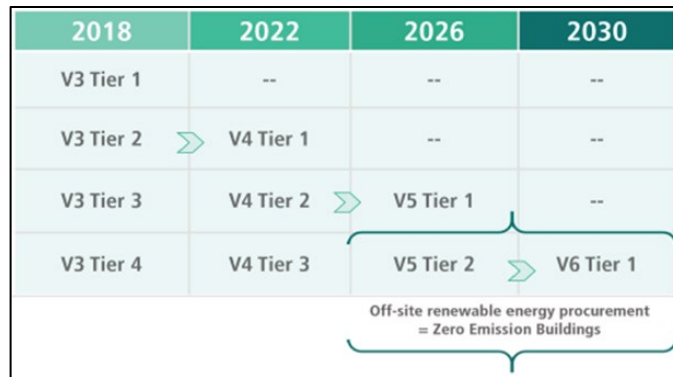 2018 2022 2026 2030
V3 Tier 1 -- -- --
V3 Tier 2 V4 Tier 1 -- --
V3 Tier 3 V4 Tier 2 V5 Tier 1 --
V3 Tier 4 V4 Tier 3 V5 Tier 2 V6 Tier 1
Off-site renewable energy procurement
= Zero Emission Buildings